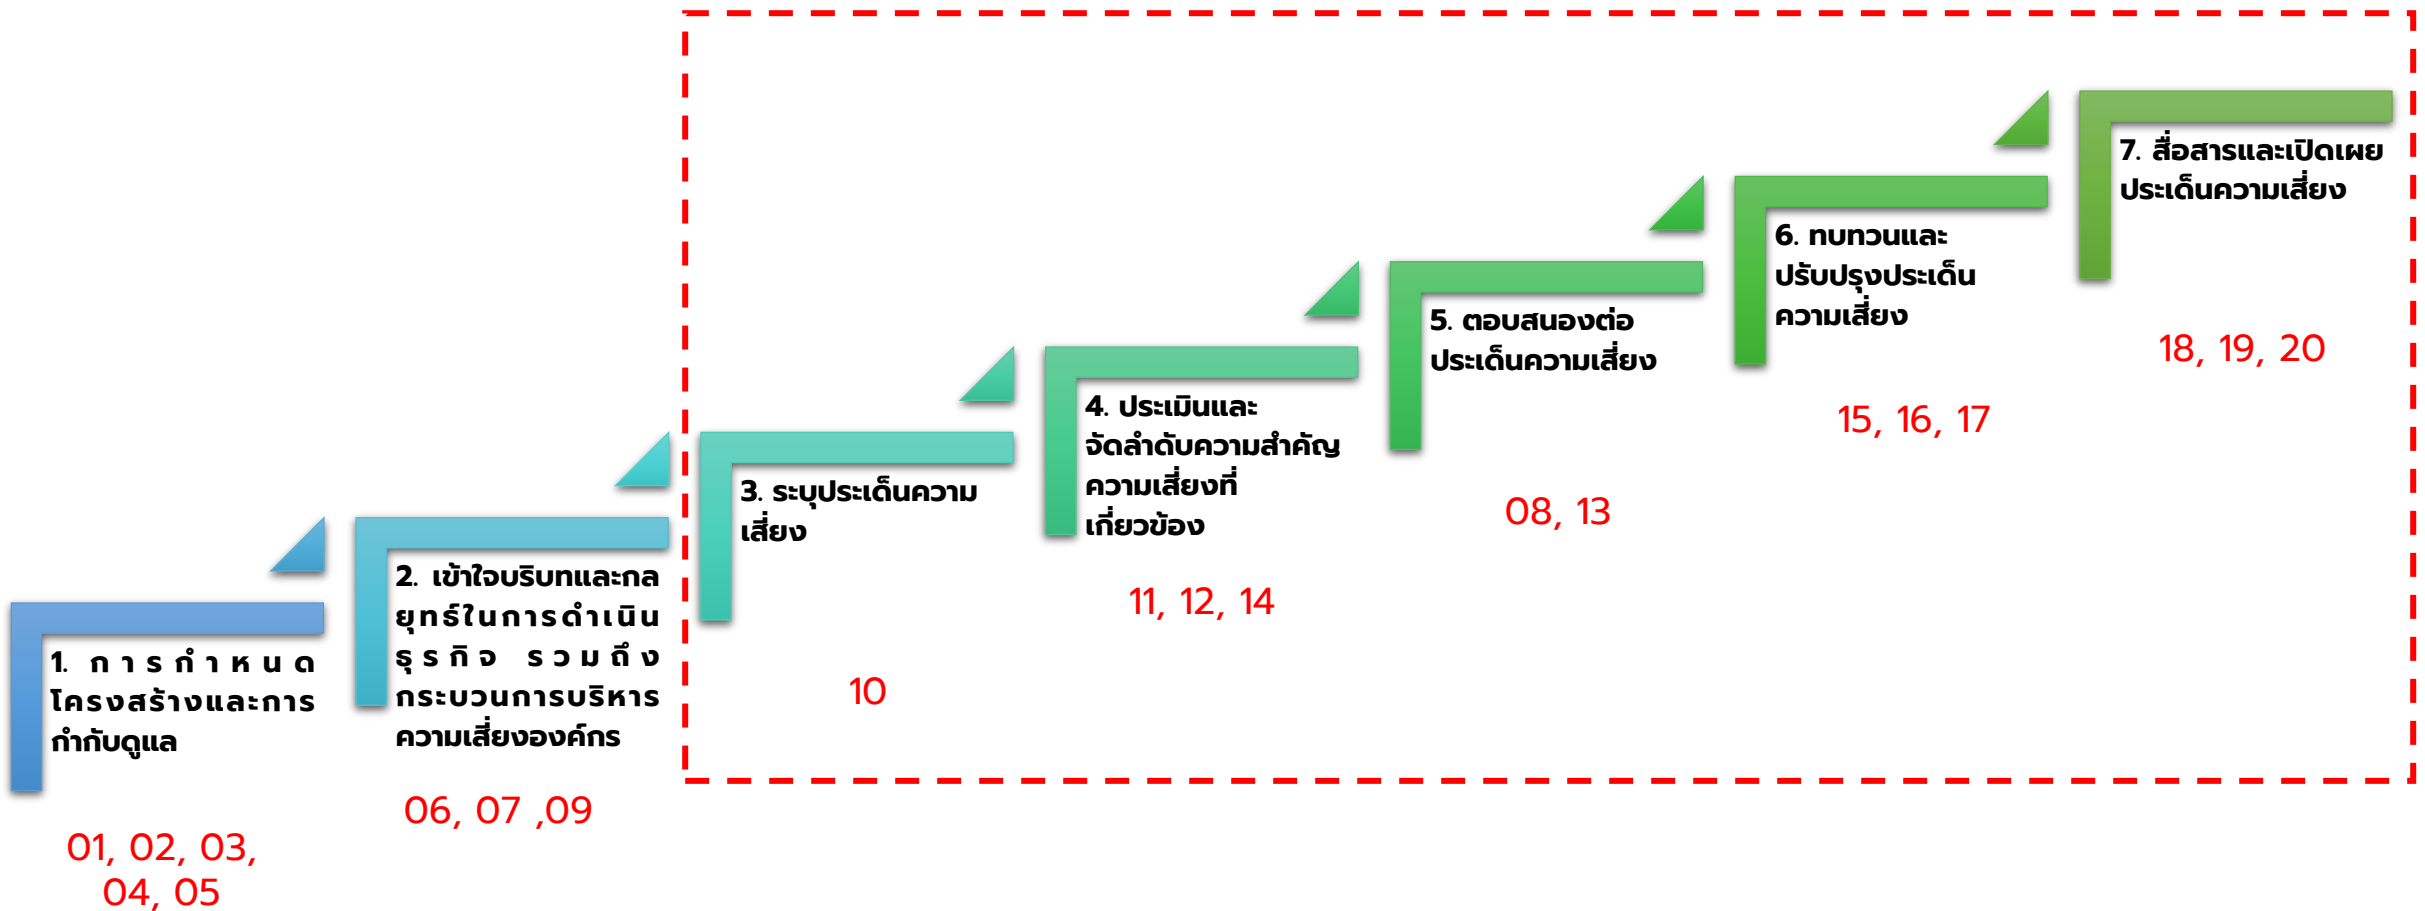 1. การกำหนด
โครงสร้างและการ
กำกับดูแล
01, 02, 03,
04, 05
2. เข้าใจบริบทและกล
ยุทธ์ในการดำเนิน
ธุรกิจ รวมถึง
กระบวนการบริหาร
ความเสี่ยงองค์กร
06, 07 ,09
3. ระบุประเด็นความ
เสี่ยง
10
4. ประเมินและ
จัดลำดับความสำคัญ
ความเสี่ยงที่
เกี่ยวข้อง
11, 12, 14
5. ตอบสนองต่อ
ประเด็นความเสี่ยง
08, 13
6. ทบทวนและ
ปรับปรุงประเด็น
ความเสี่ยง
15, 16, 17
7. สื่อสารและเปิดเผย
ประเด็นความเสี่ยง
18, 19, 20